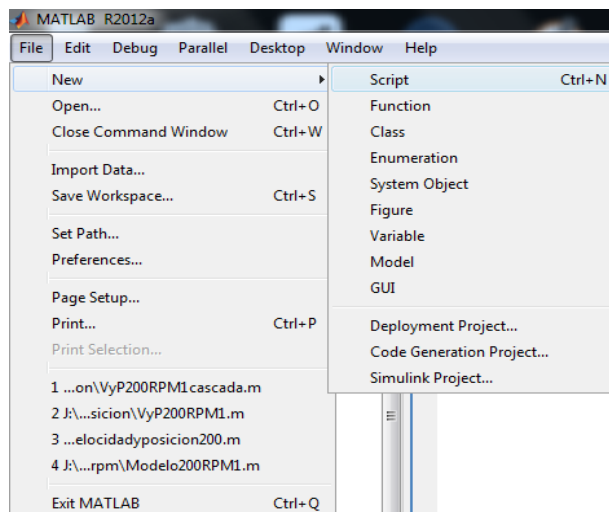 MATLAB R2012a
File Edit Debug Parallel Desktop Window Help
New
Open... Ctrl+O
Close Command Window Ctrl+W
Import Data...
Save Workspace... Ctrl+S
Set Path...
Preferences...
Page Setup...
Print... Ctrl+P
Print Selection...
1 ...on\VyP200RPM1cascada.m
2 J:\...sicion\VyP200RPM1.m
3 ...elocidadyposicion200.m
4 J:\...rpm\Modelo200RPM1.m
Exit MATLAB Ctrl+Q
Script Ctrl+N
Function
Class
Enumeration
System Object
Figure
Variable
Model
GUI
Deployment Project...
Code Generation Project...
Simulink Project...